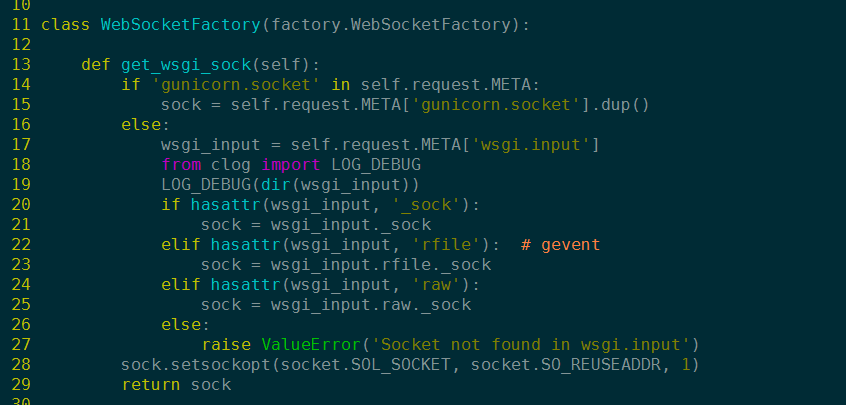 10
11 class WebSocketFactory(factory.WebSocketFactory):
12
13     def get_wsgi_sock(self):
14         if 'gunicorn.socket' in self.request.META:
15             sock = self.request.META['gunicorn.socket'].dup()
16         else:
17             wsgi_input = self.request.META['wsgi.input']
18             from clog import LOG_DEBUG
19             LOG_DEBUG(dir(wsgi_input))
20             if hasattr(wsgi_input, '_sock'):
21                 sock = wsgi_input._sock
22             elif hasattr(wsgi_input, 'rfile'):  # gevent
23                 sock = wsgi_input.rfile._sock
24             elif hasattr(wsgi_input, 'raw'):
25                 sock = wsgi_input.raw._sock
26             else:
27                 raise ValueError('Socket not found in wsgi.input')
28         sock.setsockopt(socket.SOL_SOCKET, socket.SO_REUSEADDR, 1)
29         return sock
30